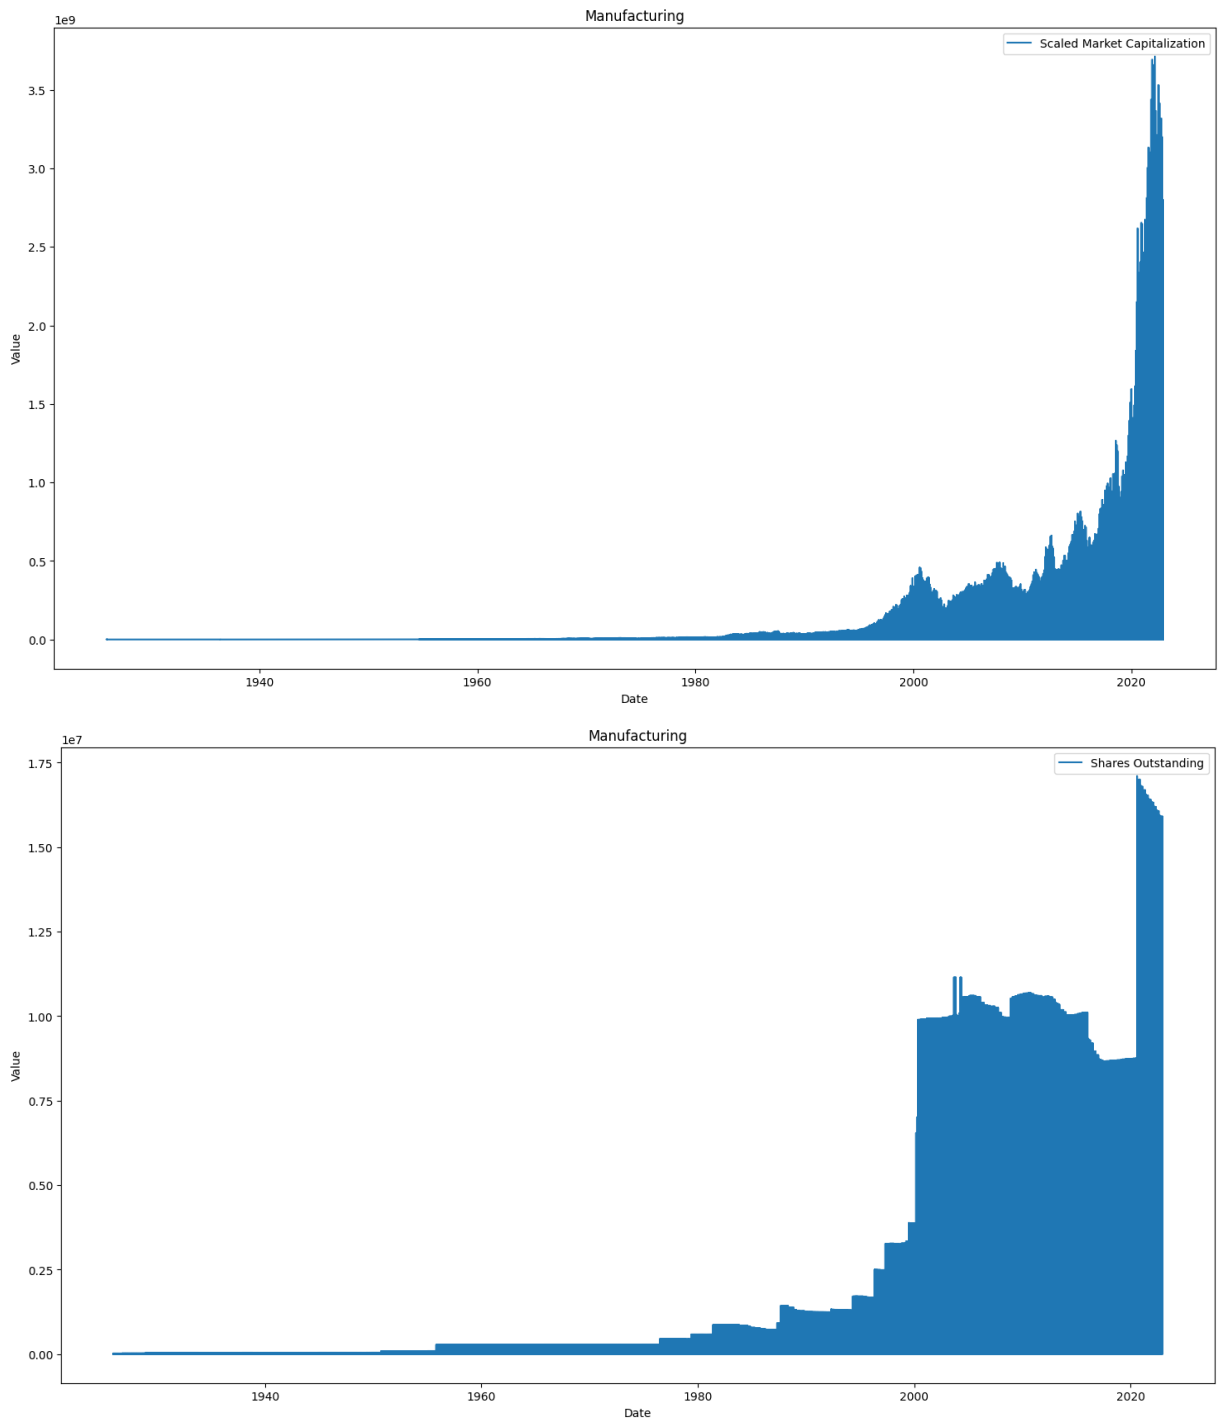 Manufacturing
1e9
Scaled Market Capitalization
3.5
3.0
2.5
2.0
1.5
1.0
0.5
0.0
Value
1940 1960 1980 2000 2020
Date
Manufacturing
1e7
Shares Outstanding
1.75
1.50
1.25
1.00
0.75
0.50
0.25
0.00
Value
1940 1960 1980 2000 2020
Date